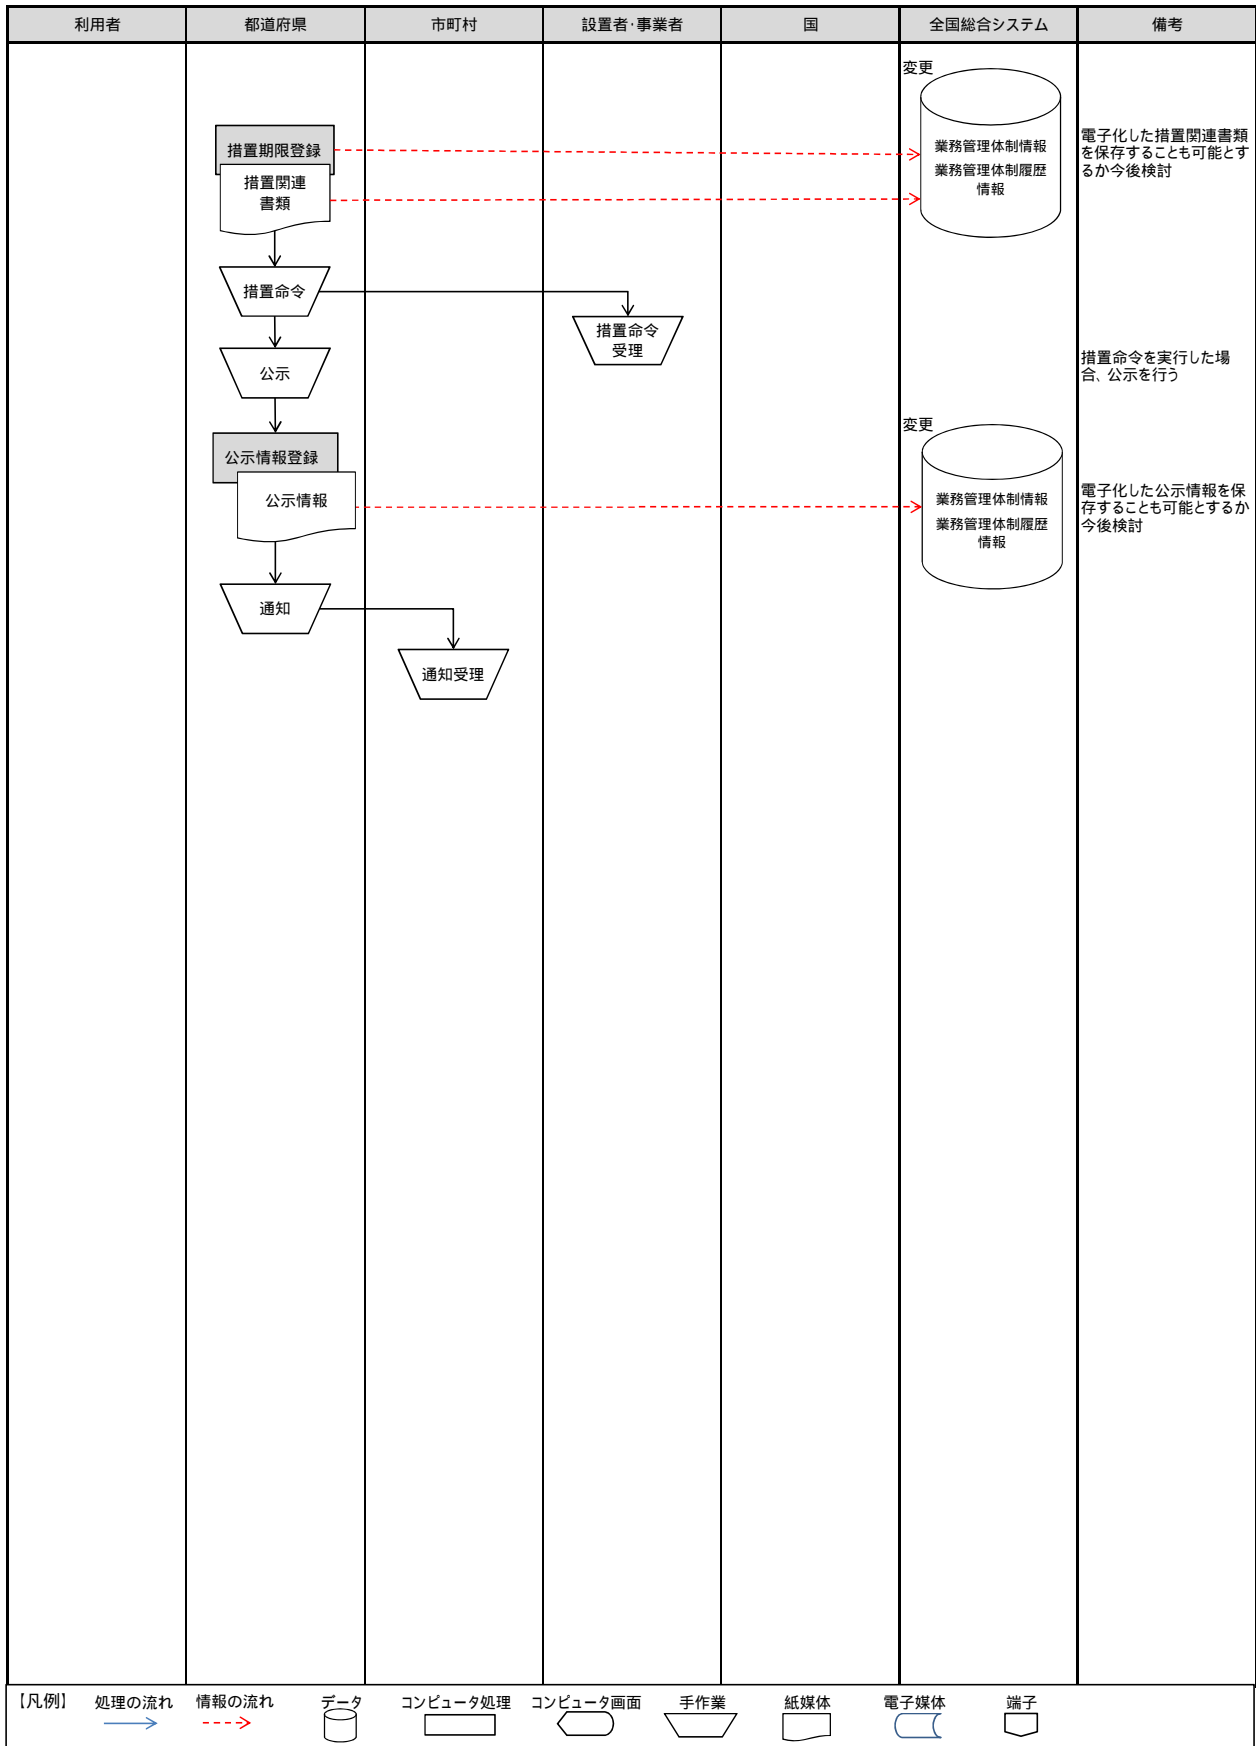 利用者 都道府県 市町村 設置者・事業者 国 全国総合システム 備考
変更
措置期限登録
措置関連
書類
業務管理体制情報
業務管理体制履歴
情報
電子化した措置関連書類
を保存することも可能とす
るか今後検討
措置命令
措置命令
受理
公示
措置命令を実行した場
合、公示を行う
変更
公示情報登録
公示情報
業務管理体制情報
業務管理体制履歴
情報
電子化した公示情報を保
存することも可能とするか
今後検討
通知
通知受理
【凡例】 処理の流れ 情報の流れ データ コンピュータ処理 コンピュータ画面 手作業 紙媒体 電子媒体 端子